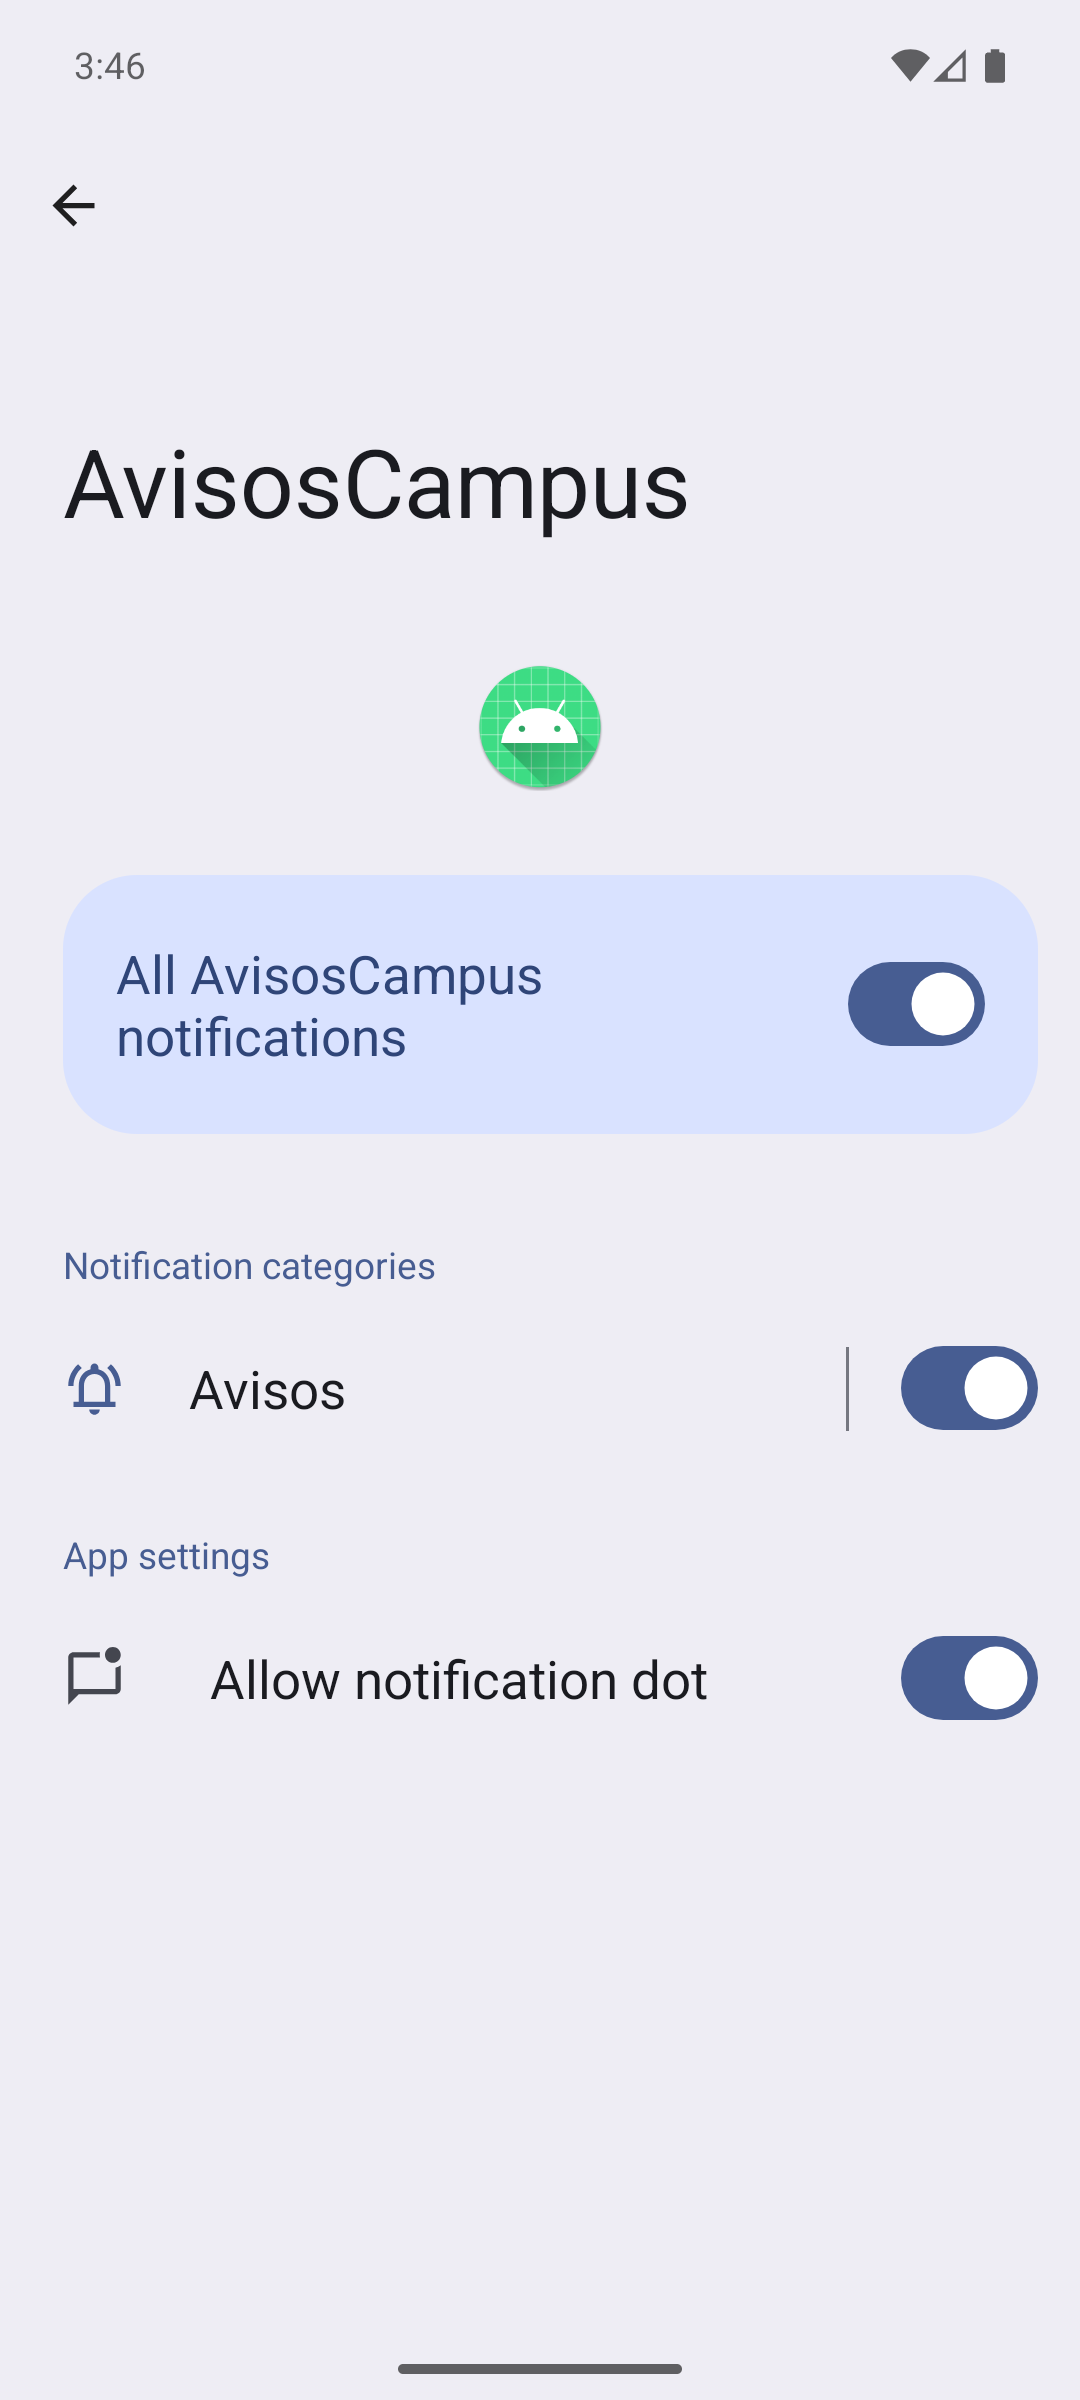 3:46
AvisosCampus
All AvisosCampus
notifications
Notification categories
Avisos
App settings
Allow notification dot